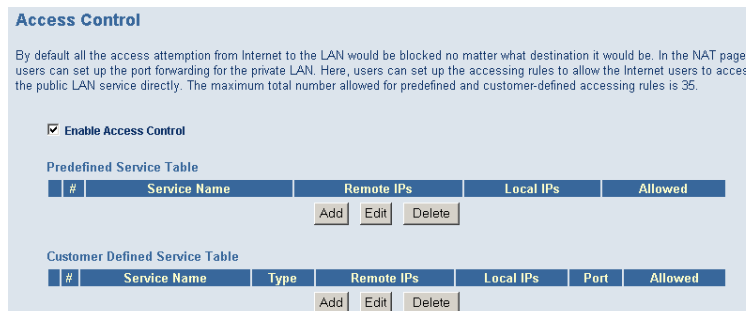 Access Control
By default all the access attemption from Internet to the LAN would be blocked no matter what destination it would be. In the NAT page
users can set up the port forwarding for the private LAN. Here, users can set up the accessing rules to allow the Internet users to acces
the public LAN service directly. The maximum total number allowed for predefined and customer-defined accessing rules is 35.
Enable Access Control
Predefined Service Table
# Service Name Remote IPs Local IPs Allowed
Add Edit Delete
Customer Defined Service Table
# Service Name Type Remote IPs Local IPs Port Allowed
Add Edit Delete